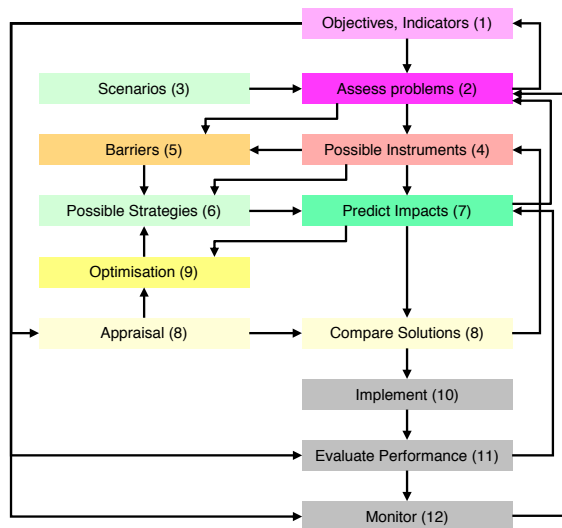 Objectives, Indicators (1)
Scenarios (3)
Assess problems (2)
Barriers (5)
Possible Instruments (4)
Possible Strategies (6)
Predict Impacts (7)
Optimisation (9)
Appraisal (8)
Compare Solutions (8)
Implement (10)
Evaluate Performance (11)
Monitor (12)